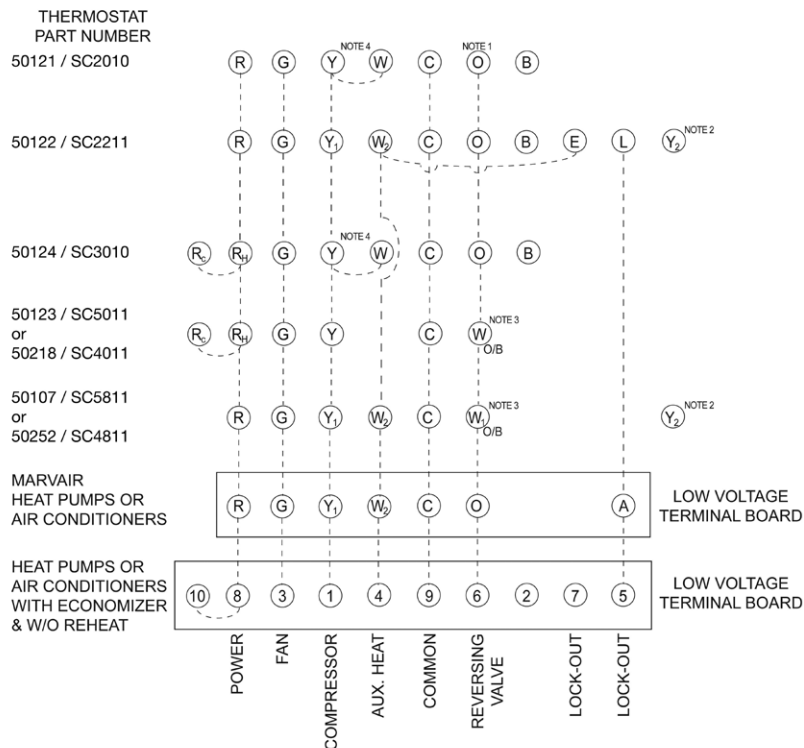 THERMOSTAT
PART NUMBER
50121 / SC2010
R G Y NOTE 4 W C O NOTE 1 B
50122 / SC2211
R G Y1 W2 C O B E L Y2 NOTE 2
50124 / SC3010
RC RH G Y NOTE 4 W C O B
50123 / SC5011
or
50218 / SC4011
RC RH G Y C W NOTE 3
O/B
50107 / SC5811
or
50252 / SC4811
R G Y1 W2 C W1 NOTE 3 Y2 NOTE 2
O/B
MARVAIR
HEAT PUMPS OR
AIR CONDITIONERS
R G Y1 W2 C O A
LOW VOLTAGE
TERMINAL BOARD
HEAT PUMPS OR
AIR CONDITIONERS
WITH ECONOMIZER
& W/O REHEAT
10 8 3 1 4 9 6 2 7 5
LOW VOLTAGE
TERMINAL BOARD
POWER
FAN
COMPRESSOR
AUX. HEAT
COMMON
REVERSING
VALVE
LOCK-OUT
LOCK-OUT